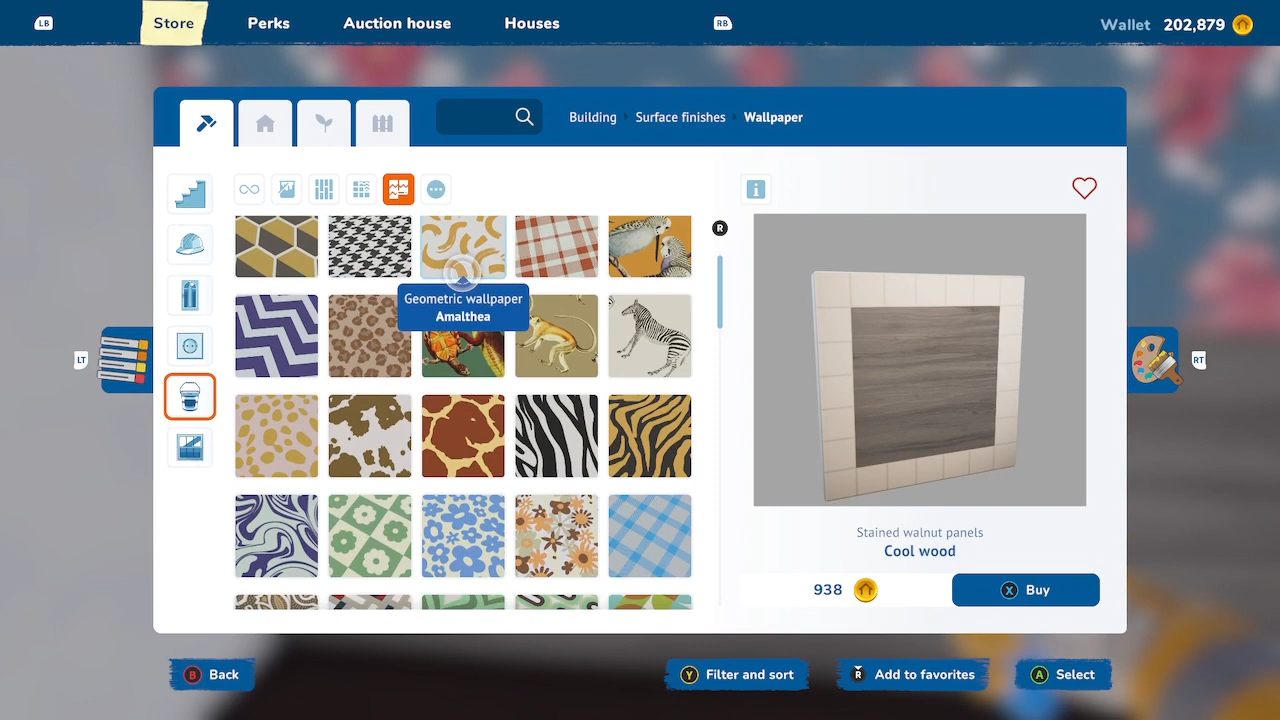 LB
Store
Perks
Auction house
Houses
RB
Wallet 202,879
Building
Surface finishes
Wallpaper
R
Geometric wallpaper
Amalthea
LT
RT
Stained walnut panels
Cool wood
938
X Buy
B Back
Y Filter and sort
R Add to favorites
A Select